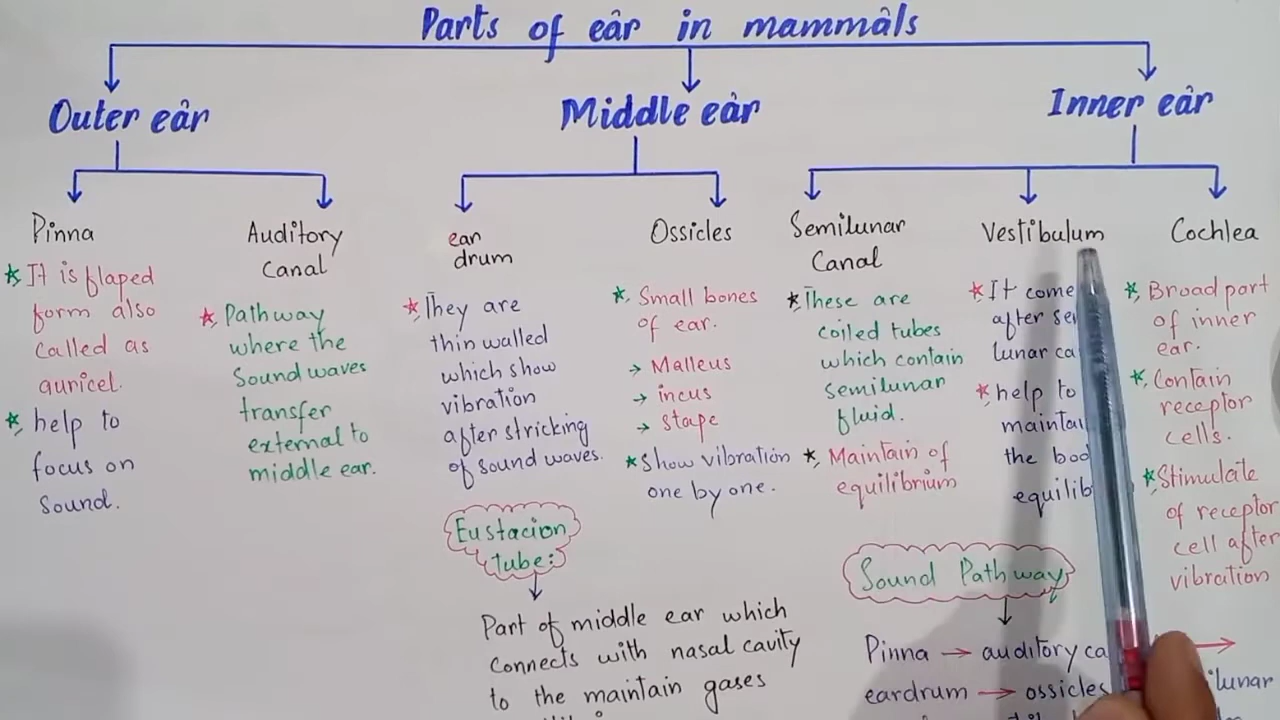 Parts of ear in mammals
Outer ear
Middle ear
Inner ear
Pinna
* It is flaped
form also
called as
auricel.
* help to
focus on
Sound.
Auditory
Canal
* Pathway
where the
Sound waves
transfer
external to
middle ear.
ear
drum
* They are
thin walled
which show
vibration
after stricking
of sound waves.
Ossicles
* Small bones
of ear.
→ Malleus
→ incus
→ stape
* Show vibration
one by one.
Semilunar
Canal
* These are
coiled tubes
which contain
semilunar
fluid.
* Maintain of
equilibrium
Vestibulum
* It come
after
lunar
* help to
the
Cochlea
* Broad part
of inner
ear.
* Contain
receptor
cells.
* Stimulate
of receptor
cell after
vibration
Eustacion
tube:
Part of middle ear which
connects with nasal cavity
to the maintain gases
Sound Pathway
Pinna → auditory →
eardrum → ossicles